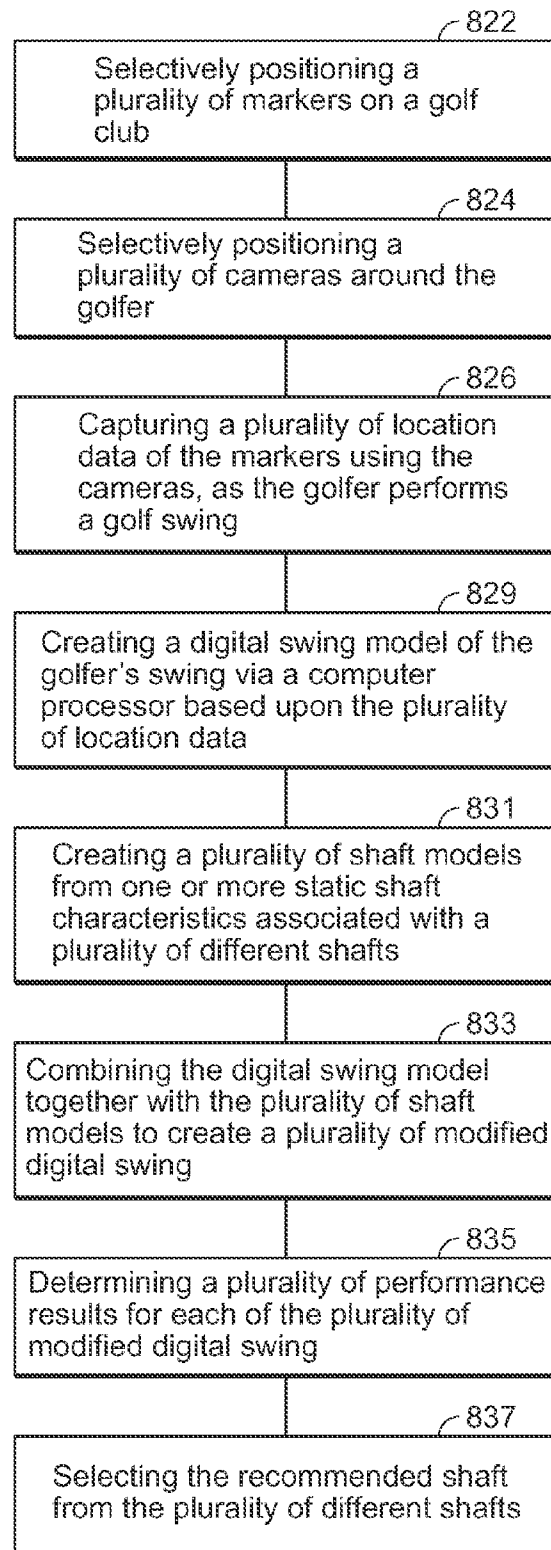 822
Selectively positioning a
plurality of markers on a golf
club
824
Selectively positioning a
plurality of cameras around the
golfer
826
Capturing a plurality of location
data of the markers using the
cameras, as the golfer performs
a golf swing
829
Creating a digital swing model of the
golfer's swing via a computer
processor based upon the plurality
of location data
831
Creating a plurality of shaft models
from one or more static shaft
characteristics associated with a
plurality of different shafts
833
Combining the digital swing model
together with the plurality of shaft
models to create a plurality of modified
digital swing
835
Determining a plurality of performance
results for each of the plurality of
modified digital swing
837
Selecting the recommended shaft
from the plurality of different shafts